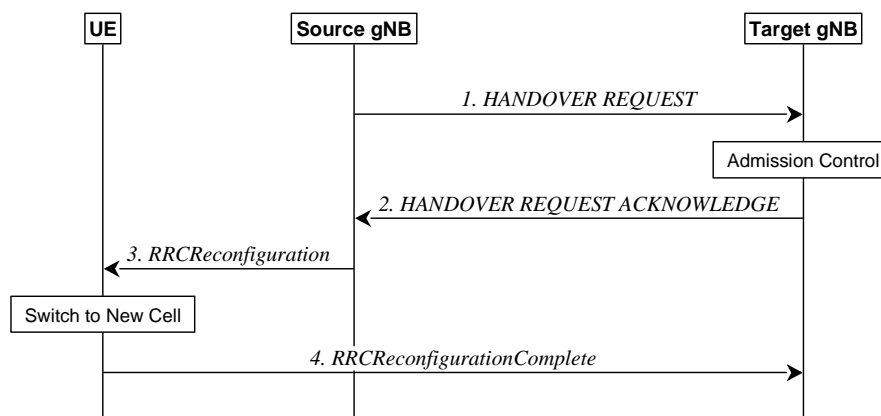 UE
Source gNB
Target gNB
1. HANDOVER REQUEST
Admission Control
2. HANDOVER REQUEST ACKNOWLEDGE
3. RRCReconfiguration
Switch to New Cell
4. RRCReconfigurationComplete